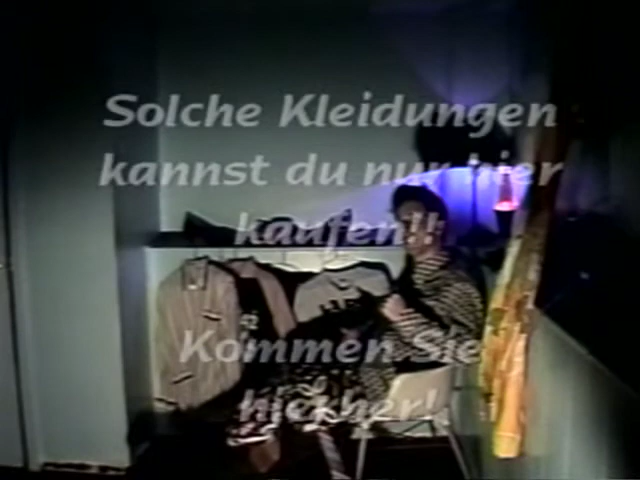 Solche Kleidungen
kannst du nur hier
kaufen!!
Kommen Sie
hierher!